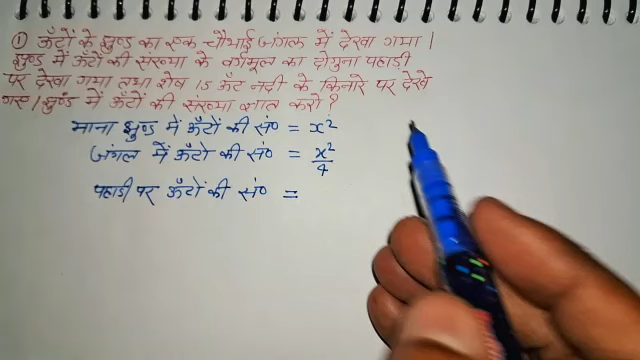 ① ऊँटों के झुण्ड का एक चौथाई जंगल में देखा गया।
झुण्ड में ऊँटों की संख्या के वर्गमूल का दोगुना पहाडी
पर देखा गया तथा शेष 15 ऊँट नदी के किनारे पर देखे
गए। झुण्ड में ऊँटों की संख्या ज्ञात करो?
माना झुण्ड में ऊँटों की सं० = x²
जंगल में ऊँटो की सं० = x²/4
पहाडी पर ऊँटों की सं० =